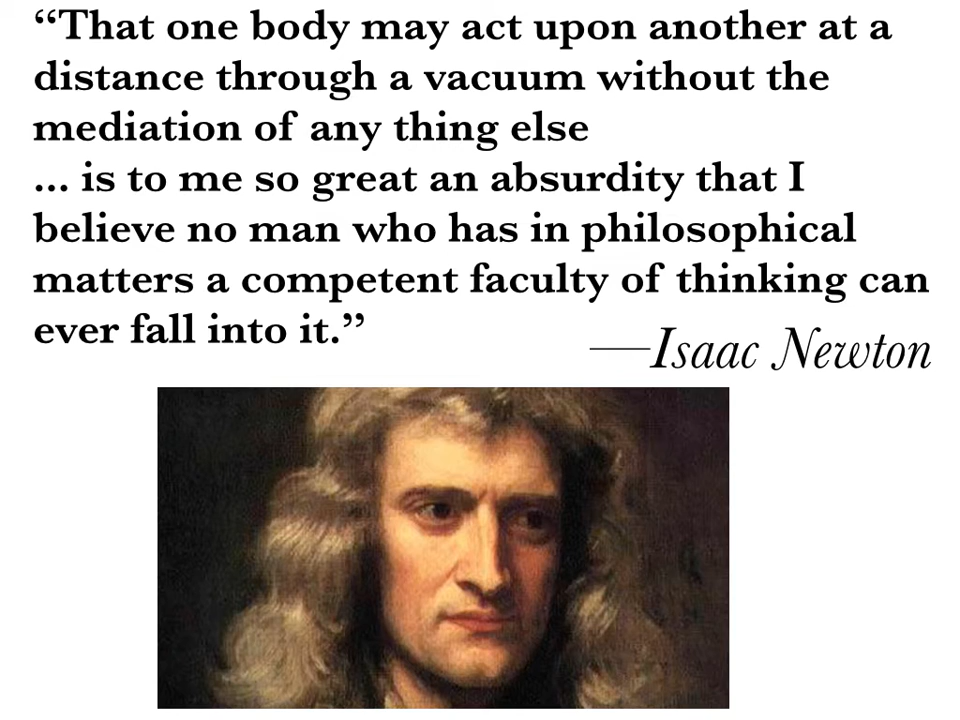 “That one body may act upon another at a
distance through a vacuum without the
mediation of any thing else
... is to me so great an absurdity that I
believe no man who has in philosophical
matters a competent faculty of thinking can
ever fall into it.”
—Isaac Newton